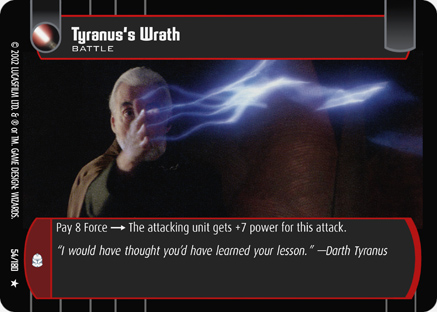 Tyranus's Wrath
BATTLE
Pay 8 Force → The attacking unit gets +7 power for this attack.
"I would have thought you'd have learned your lesson." —Darth Tyranus
© 2002 LUCASFILM LTD. & ® or TM. GAME DESIGN: WIZARDS.
54/180 ★